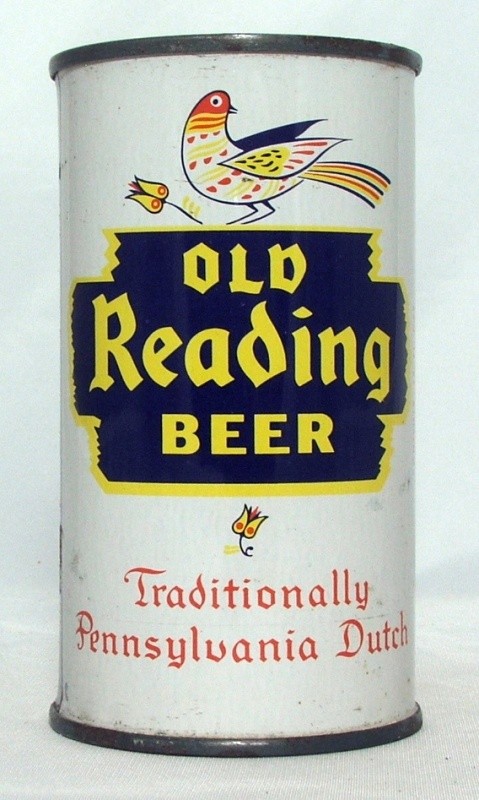 OLD
Reading
BEER
Traditionally
Pennsylvania Dutch